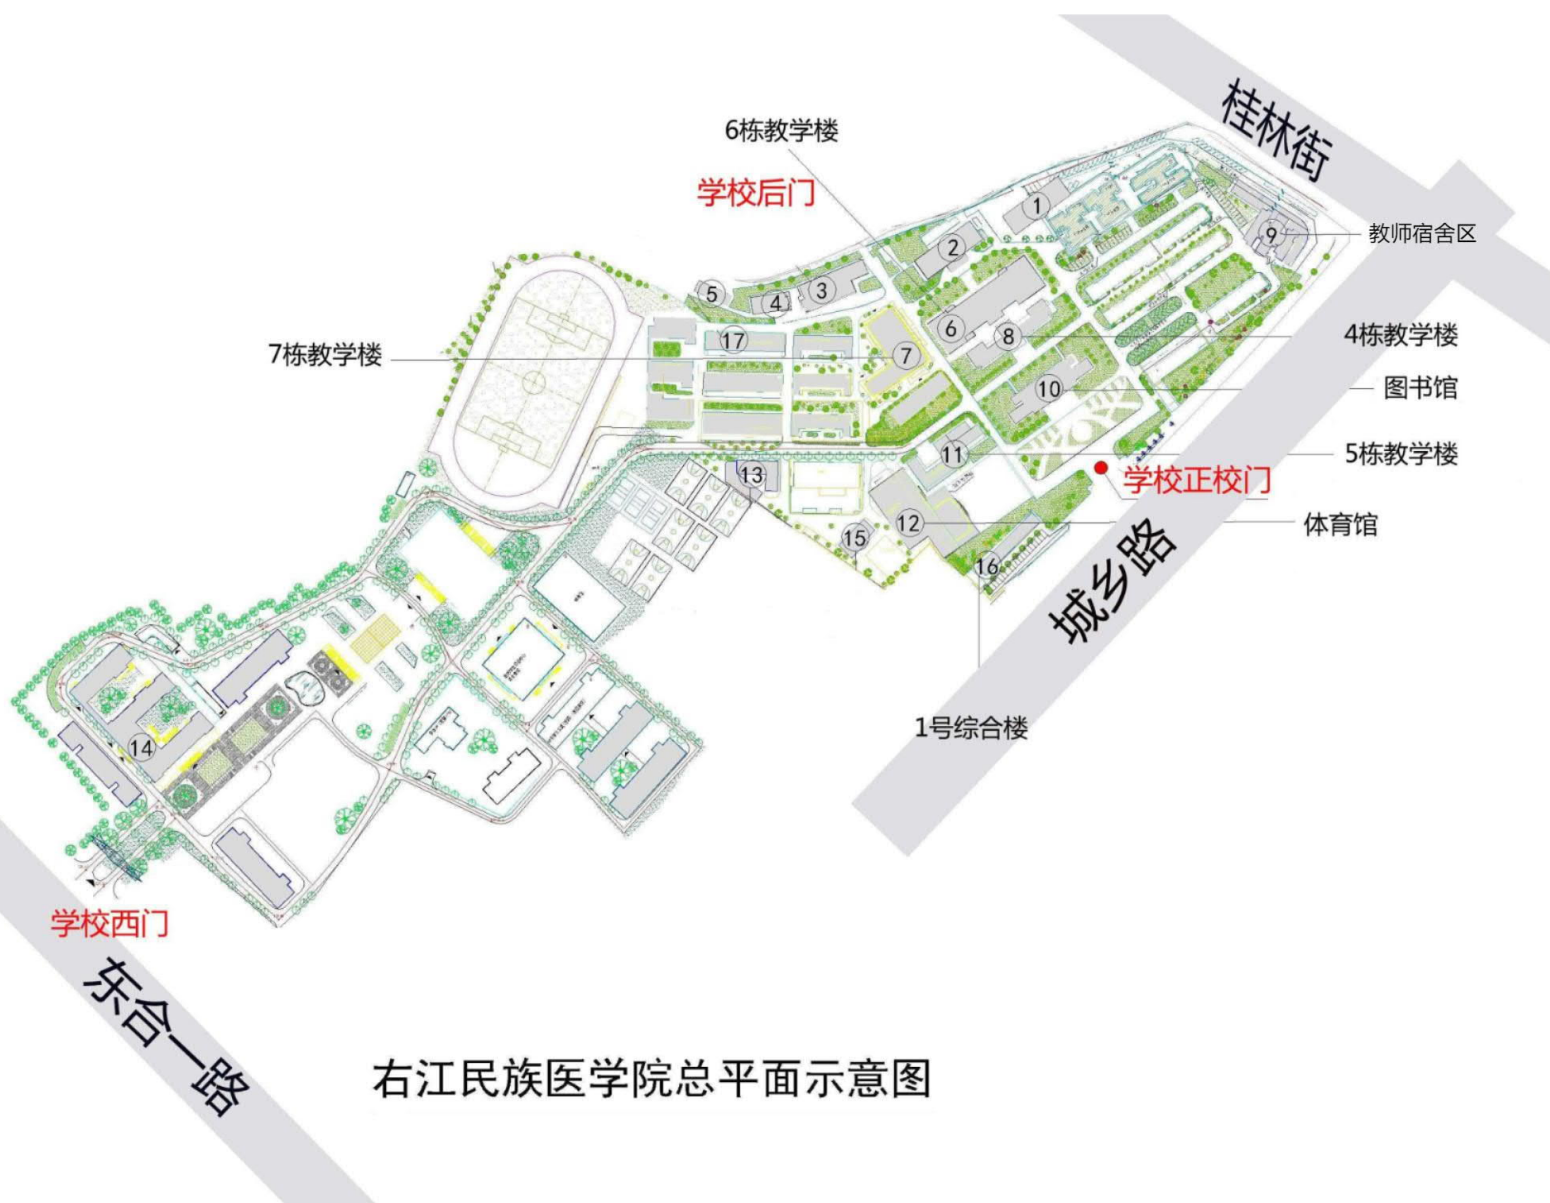 桂林街
6栋教学楼
学校后门
1
2
9
教师宿舍区
5
4
3
6
8
4栋教学楼
17
7
7栋教学楼
10
图书馆
11
5栋教学楼
13
学校正校门
12
体育馆
15
16
城乡路
1号综合楼
14
学校西门
东合一路
右江民族医学院总平面示意图